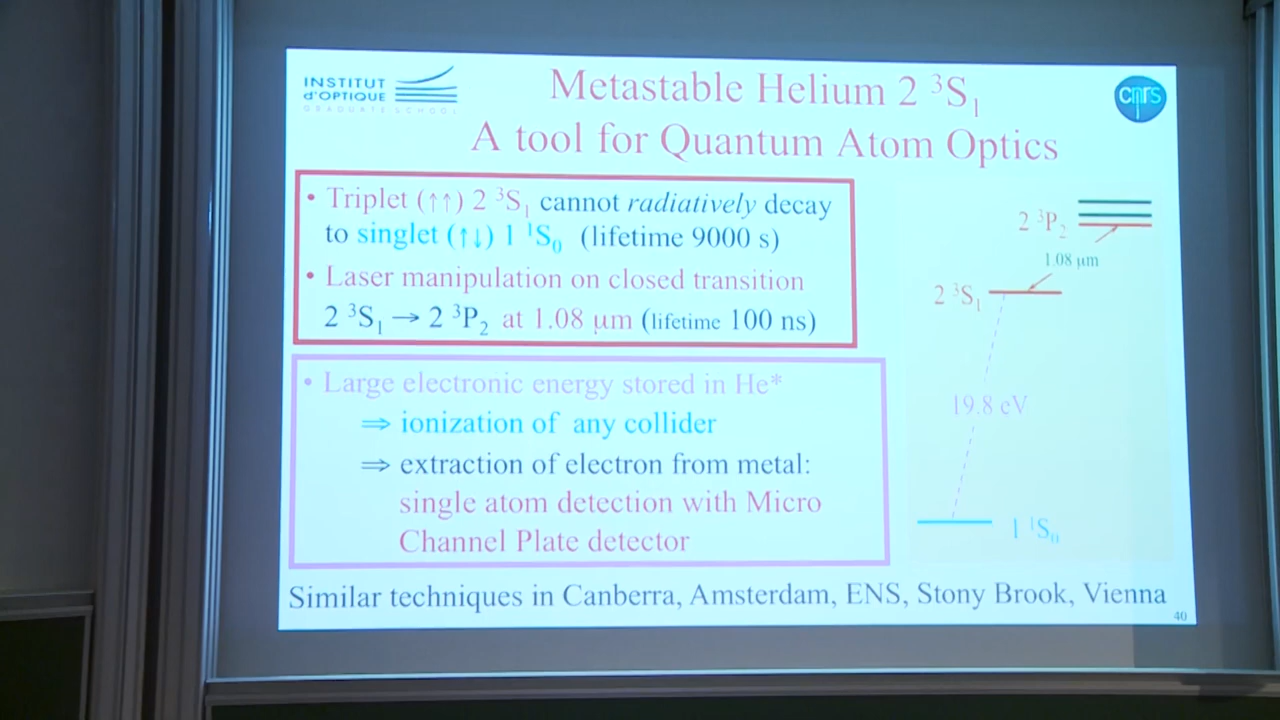 INSTITUT
d'OPTIQUE
GRADUATE SCHOOL
cnrs
Metastable Helium 2 ³S₁
A tool for Quantum Atom Optics
• Triplet (↑↑) 2 ³S₁ cannot radiatively decay
to singlet (↑↓) 1 ¹S₀ (lifetime 9000 s)
• Laser manipulation on closed transition
2 ³S₁ → 2 ³P₂ at 1.08 μm (lifetime 100 ns)
• Large electronic energy stored in He*
⇒ ionization of any collider
⇒ extraction of electron from metal:
single atom detection with Micro
Channel Plate detector
2 ³P₂
1.08 μm
2 ³S₁
19.8 eV
1 ¹S₀
Similar techniques in Canberra, Amsterdam, ENS, Stony Brook, Vienna
40